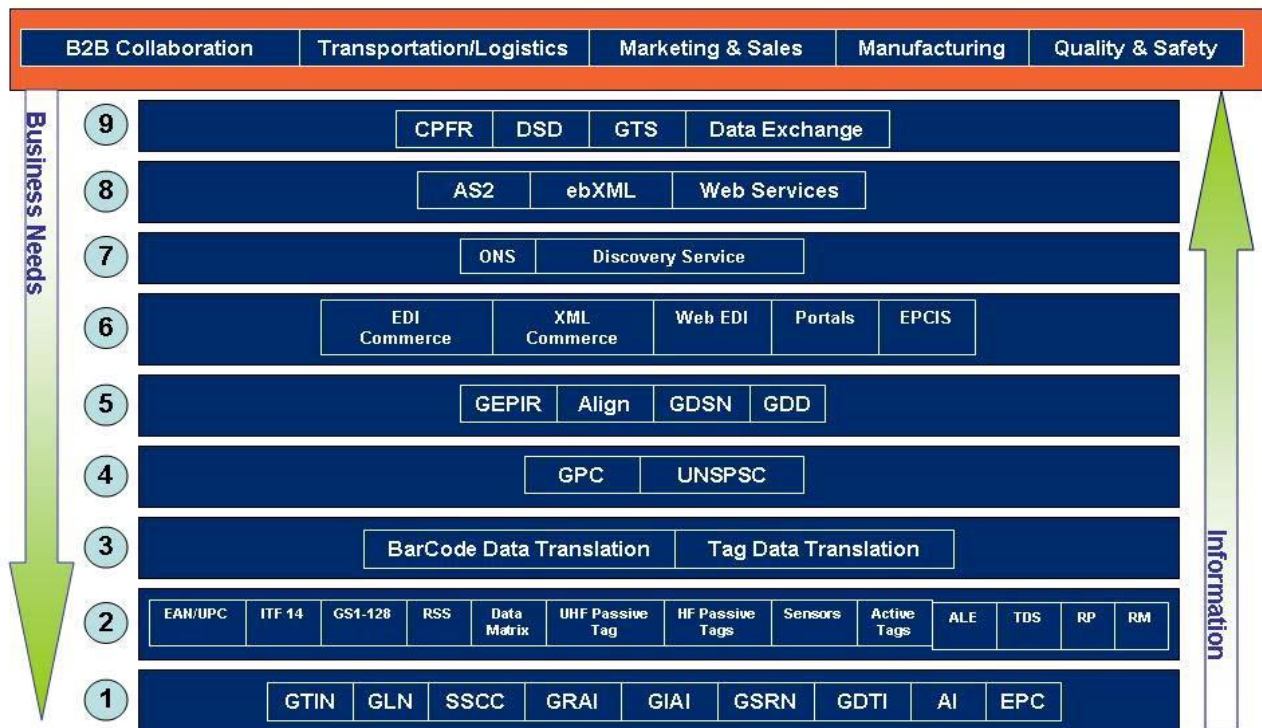 B2B Collaboration Transportation/Logistics Marketing & Sales Manufacturing Quality & Safety
Business Needs
9 CPFR DSD GTS Data Exchange
8 AS2 ebXML Web Services
7 ONS Discovery Service
6 EDI Commerce XML Commerce Web EDI Portals EPCIS
5 GEPIR Align GDSN GDD
4 GPC UNSPSC
3 BarCode Data Translation Tag Data Translation
2 EAN/UPC ITF 14 GS1-128 RSS Data Matrix UHF Passive Tag HF Passive Tags Sensors Active Tags ALE TDS RP RM
1 GTIN GLN SSCC GRAI GIAI GSRN GDTI AI EPC
Information